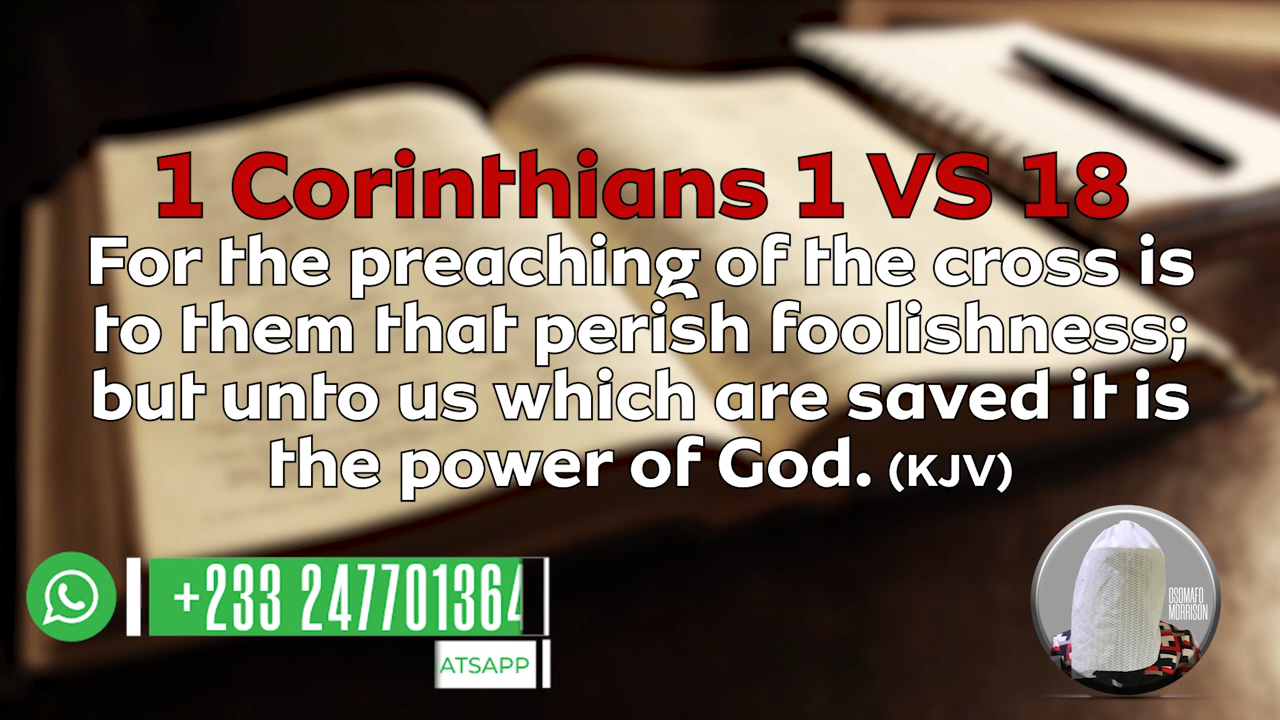 1 Corinthians 1 VS 18
For the preaching of the cross is
to them that perish foolishness;
but unto us which are saved it is
the power of God. (KJV)
+233 247701364
ATSAPP
OSOMAFO
MORRISON